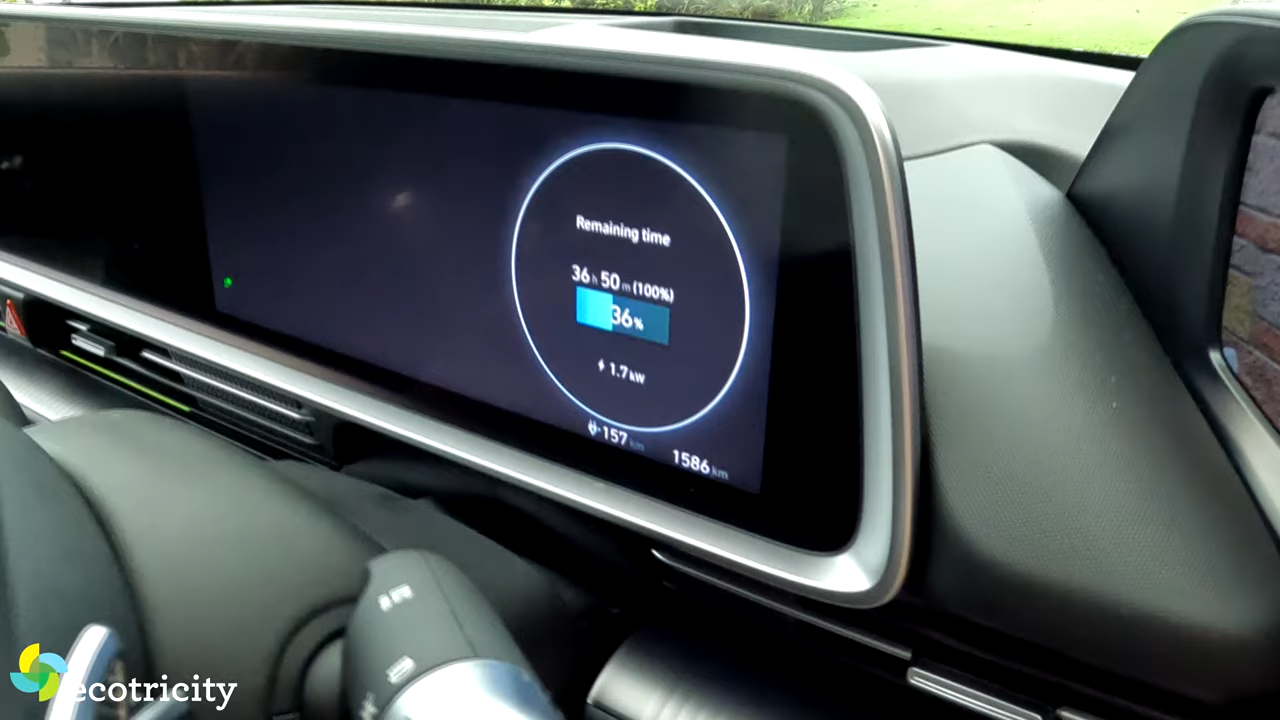 Remaining time
36 h 50 m (100%)
36%
1.7 kW
157 km
1586 km
ecotricity